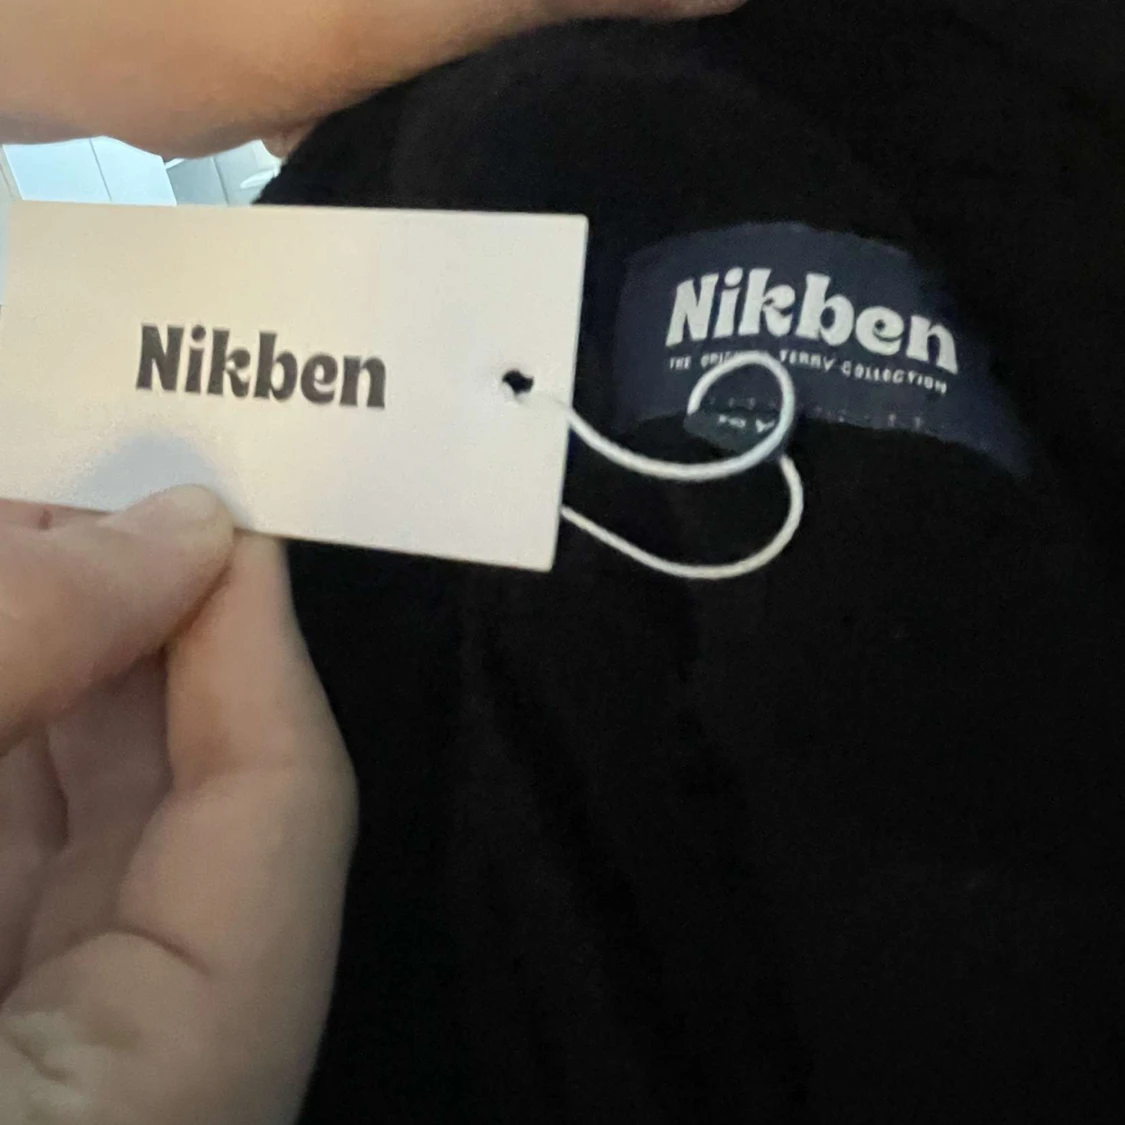 Nikben
Nikben
THE ORIGINAL TERRY COLLECTION